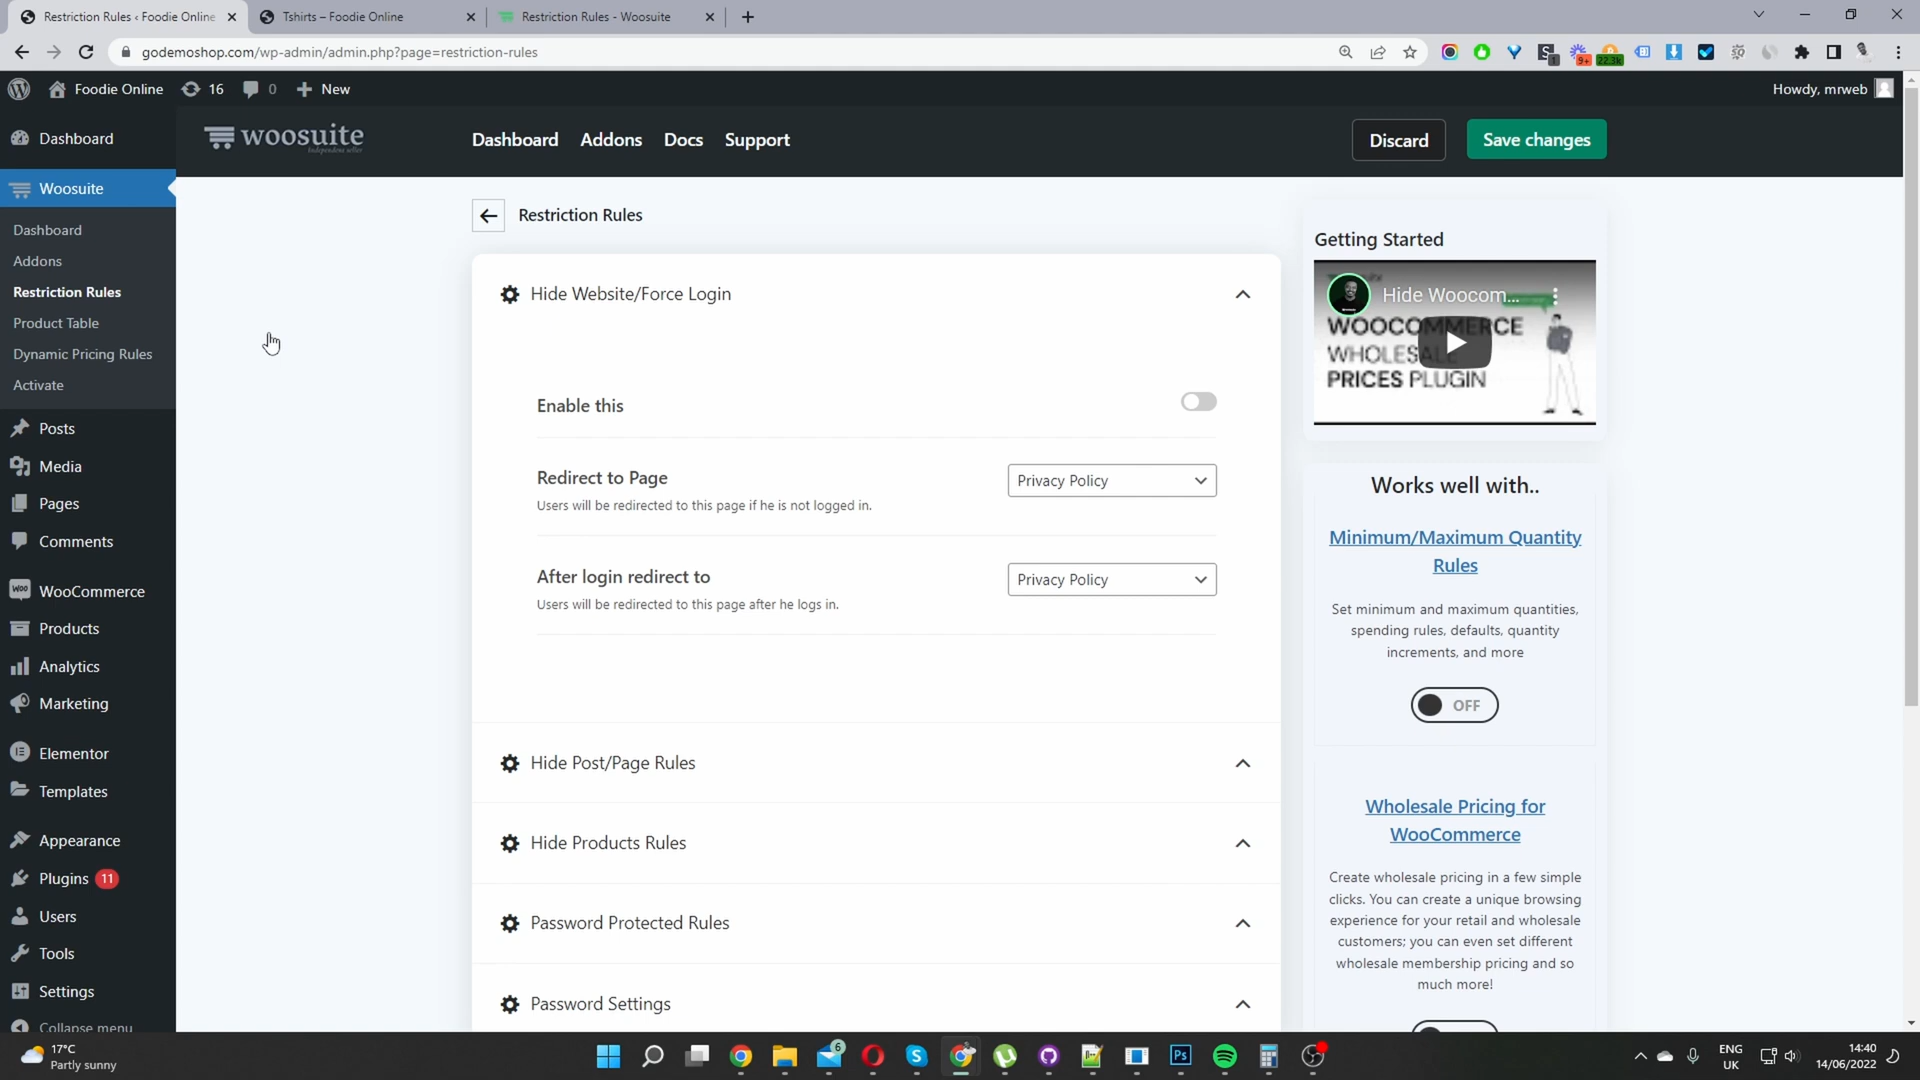 Restriction Rules ‹ Foodie Online
Tshirts – Foodie Online
Restriction Rules - Woosuite
godemoshop.com/wp-admin/admin.php?page=restriction-rules
9+
22.3k
Foodie Online
16
0
New
Howdy, mrweb
Dashboard
woosuite
Dashboard
Addons
Docs
Support
Discard
Save changes
Woosuite
Dashboard
Addons
Restriction Rules
Product Table
Dynamic Pricing Rules
Activate
Posts
Media
Pages
Comments
WooCommerce
Products
Analytics
Marketing
Elementor
Templates
Appearance
Plugins 11
Users
Tools
Settings
Collapse menu
Restriction Rules
Hide Website/Force Login
Enable this
Redirect to Page
Users will be redirected to this page if he is not logged in.
Privacy Policy
After login redirect to
Users will be redirected to this page after he logs in.
Privacy Policy
Hide Post/Page Rules
Hide Products Rules
Password Protected Rules
Password Settings
Getting Started
Hide Woocom...
WOOCOMMERCE
WHOLESALE
PRICES PLUGIN
Works well with..
Minimum/Maximum Quantity
Rules
Set minimum and maximum quantities,
spending rules, defaults, quantity
increments, and more
OFF
Wholesale Pricing for
WooCommerce
Create wholesale pricing in a few simple
clicks. You can create a unique browsing
experience for your retail and wholesale
customers; you can even set different
wholesale membership pricing and so
much more!
17°C
Partly sunny
6
Ps
ENG
UK
14:40
14/06/2022